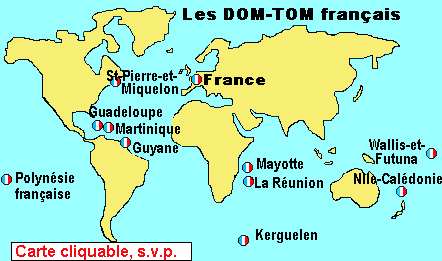 Les DOM-TOM français
St-Pierre-et-
Miquelon
France
Guadeloupe
Martinique
Guyane
Mayotte
La Réunion
Wallis-et-
Futuna
Nlle-Calédonie
Polynésie
française
Kerguelen
Carte cliquable, s.v.p.